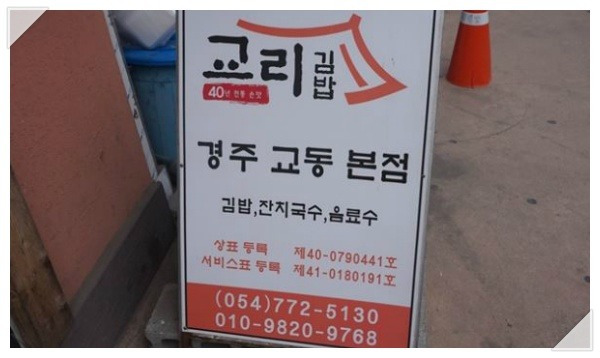 교리 김밥
40년 전통 손맛
경주 교동 본점
김밥,잔치국수,음료수
상표 등록 제40-0790441호
서비스표 등록 제41-0180191호
(054)772-5130
010-9820-9768